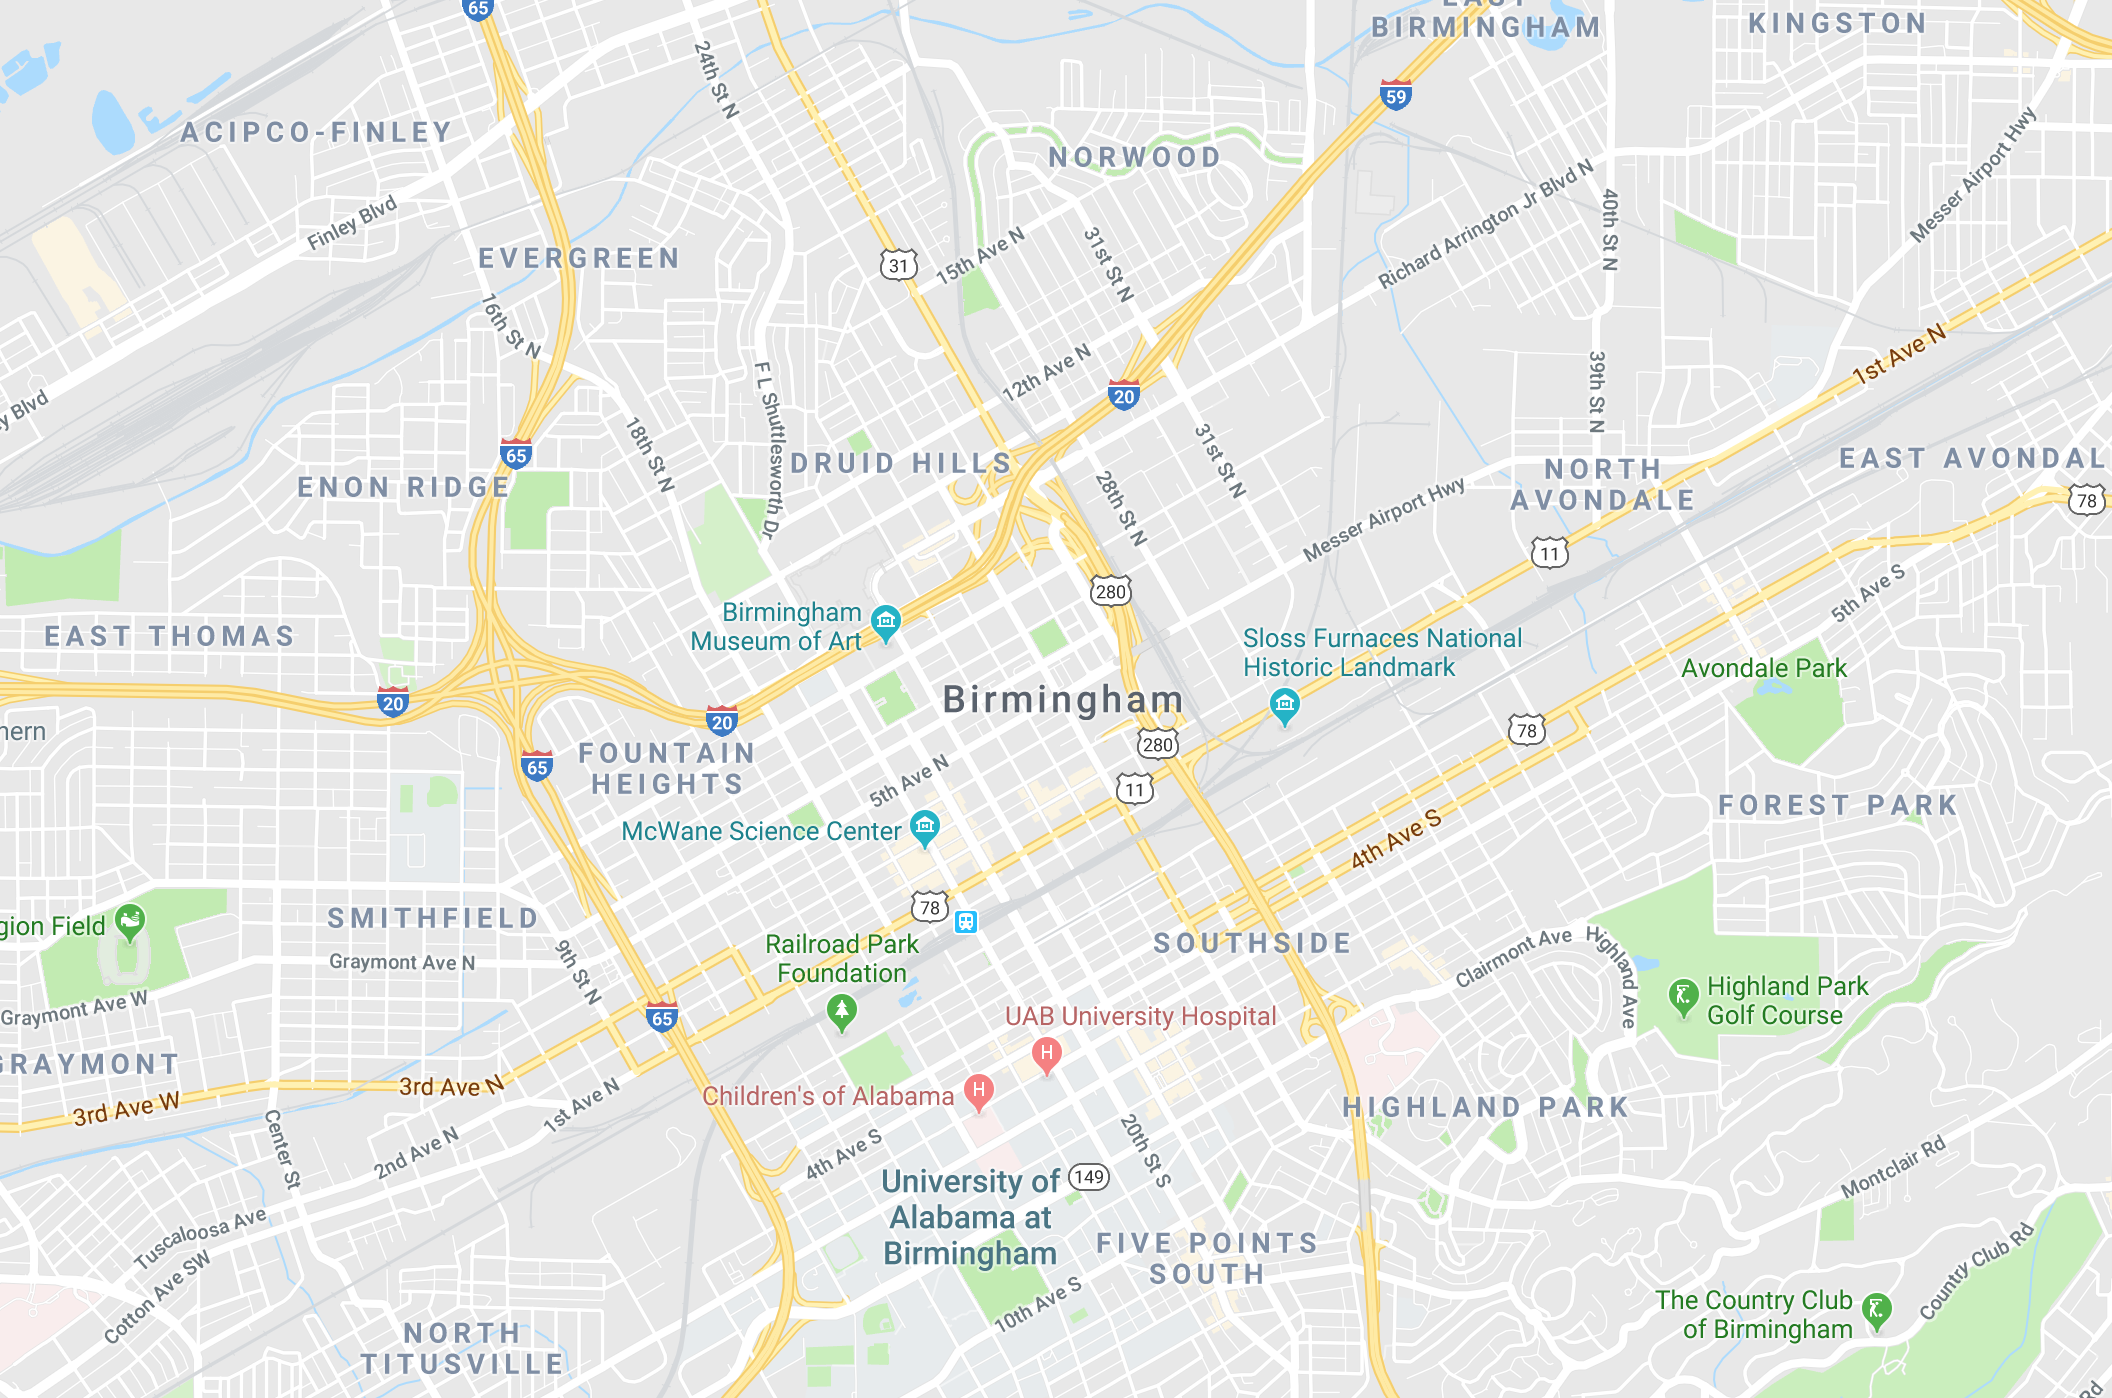 65
EAST
BIRMINGHAM
KINGSTON
24th St N
59
ACIPCO-FINLEY
NORWOOD
Messer Airport Hwy
Finley Blvd
Richard Arrington Jr Blvd N
40th St N
EVERGREEN
31
15th Ave N
31st St N
16th St N
1st Ave N
12th Ave N
39th St N
20
F L Shuttlesworth Dr
y Blvd
18th St N
65
31st St N
DRUID HILLS
NORTH
AVONDALE
EAST AVONDAL
ENON RIDGE
28th St N
Messer Airport Hwy
78
11
280
5th Ave S
Birmingham
Museum of Art
EAST THOMAS
Sloss Furnaces National
Historic Landmark
Avondale Park
20
Birmingham
20
hern
78
280
65
FOUNTAIN
HEIGHTS
5th Ave N
11
FOREST PARK
McWane Science Center
4th Ave S
78
gion Field
SMITHFIELD
SOUTHSIDE
Railroad Park
Foundation
Graymont Ave N
9th St N
Clairmont Ave
Highland Ave
Highland Park
Golf Course
Graymont Ave W
65
UAB University Hospital
GRAYMONT
3rd Ave N
Children's of Alabama
3rd Ave W
1st Ave N
HIGHLAND PARK
Center St
2nd Ave N
4th Ave S
20th St S
Montclair Rd
University of
Alabama at
Birmingham
149
Tuscaloosa Ave
FIVE POINTS
SOUTH
Cotton Ave SW
10th Ave S
Country Club Rd
The Country Club
of Birmingham
NORTH
TITUSVILLE
Rd